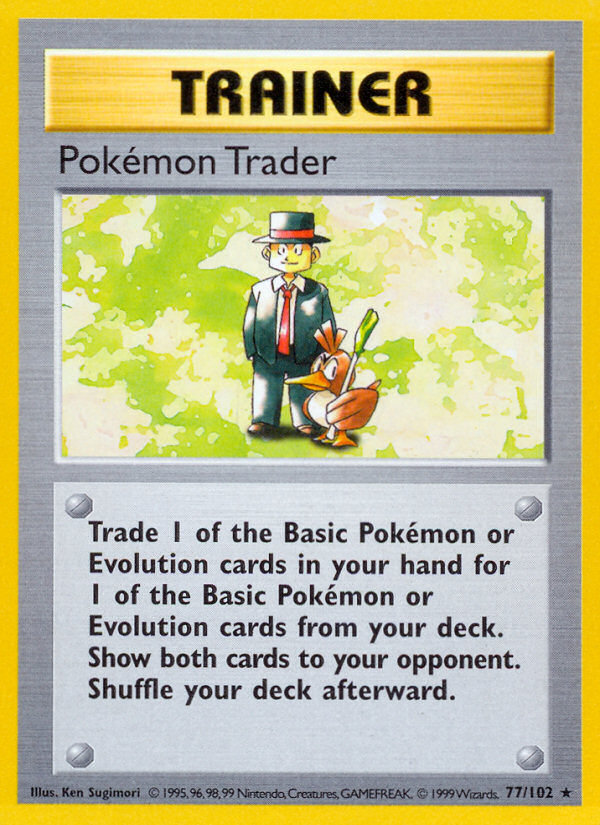 TRAINER
Pokémon Trader
Trade 1 of the Basic Pokémon or
Evolution cards in your hand for
1 of the Basic Pokémon or
Evolution cards from your deck.
Show both cards to your opponent.
Shuffle your deck afterward.
Illus. Ken Sugimori © 1995, 96, 98, 99 Nintendo, Creatures, GAMEFREAK. © 1999 Wizards. 77/102 ★